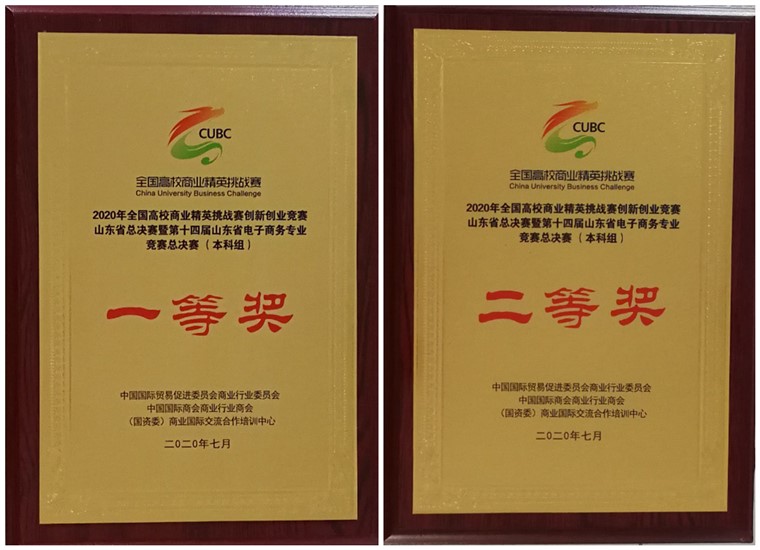 CUBC
全国高校商业精英挑战赛
China University Business Challenge
2020年全国高校商业精英挑战赛创新创业竞赛
山东省总决赛暨第十四届山东省电子商务专业
竞赛总决赛（本科组）
一等奖
中国国际贸易促进委员会商业行业委员会
中国国际商会商业行业商会
（国资委）商业国际交流合作培训中心
二〇二〇年七月
CUBC
全国高校商业精英挑战赛
China University Business Challenge
2020年全国高校商业精英挑战赛创新创业竞赛
山东省总决赛暨第十四届山东省电子商务专业
竞赛总决赛（本科组）
二等奖
中国国际贸易促进委员会商业行业委员会
中国国际商会商业行业商会
（国资委）商业国际交流合作培训中心
二〇二〇年七月